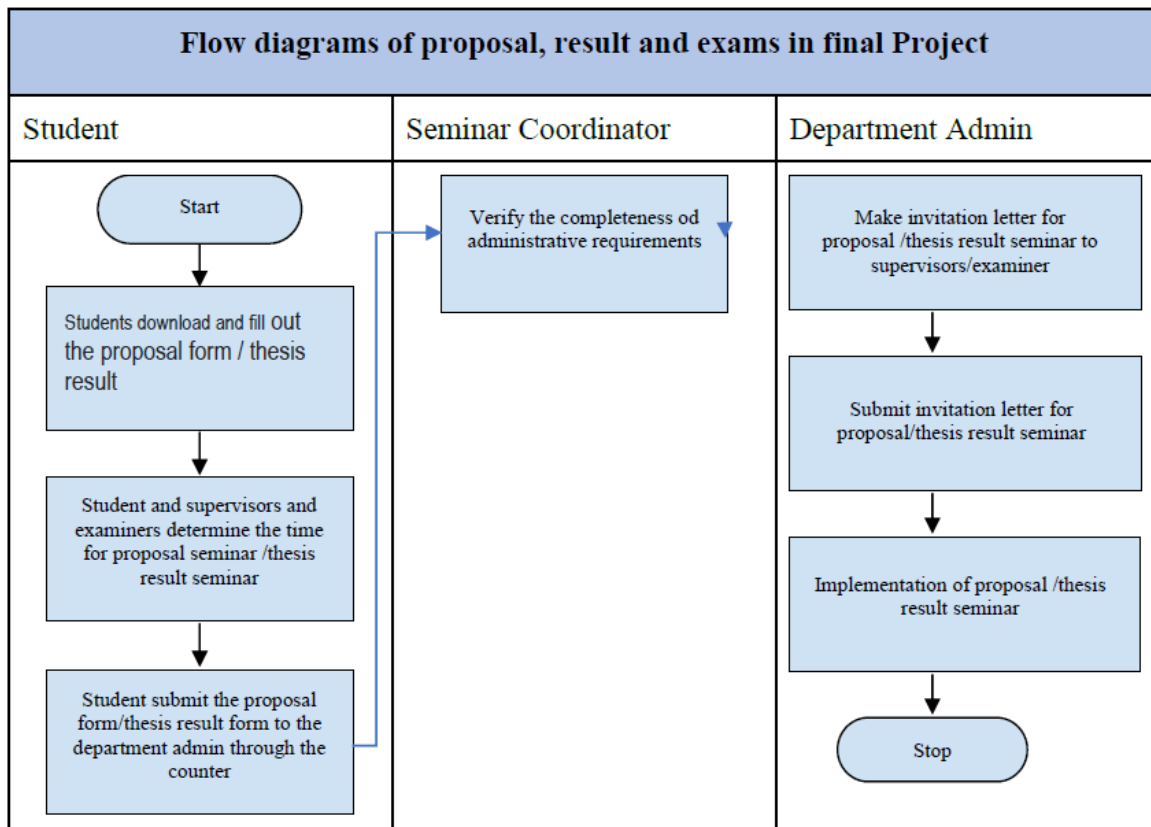 Flow diagrams of proposal, result and exams in final Project
Student
Seminar Coordinator
Department Admin
Start
Students download and fill out
the proposal form / thesis
result
Student and supervisors and
examiners determine the time
for proposal seminar /thesis
result seminar
Student submit the proposal
form/thesis result form to the
department admin through the
counter
Verify the completeness od
administrative requirements
Make invitation letter for
proposal /thesis result seminar to
supervisors/examiner
Submit invitation letter for
proposal/thesis result seminar
Implementation of proposal /thesis
result seminar
Stop